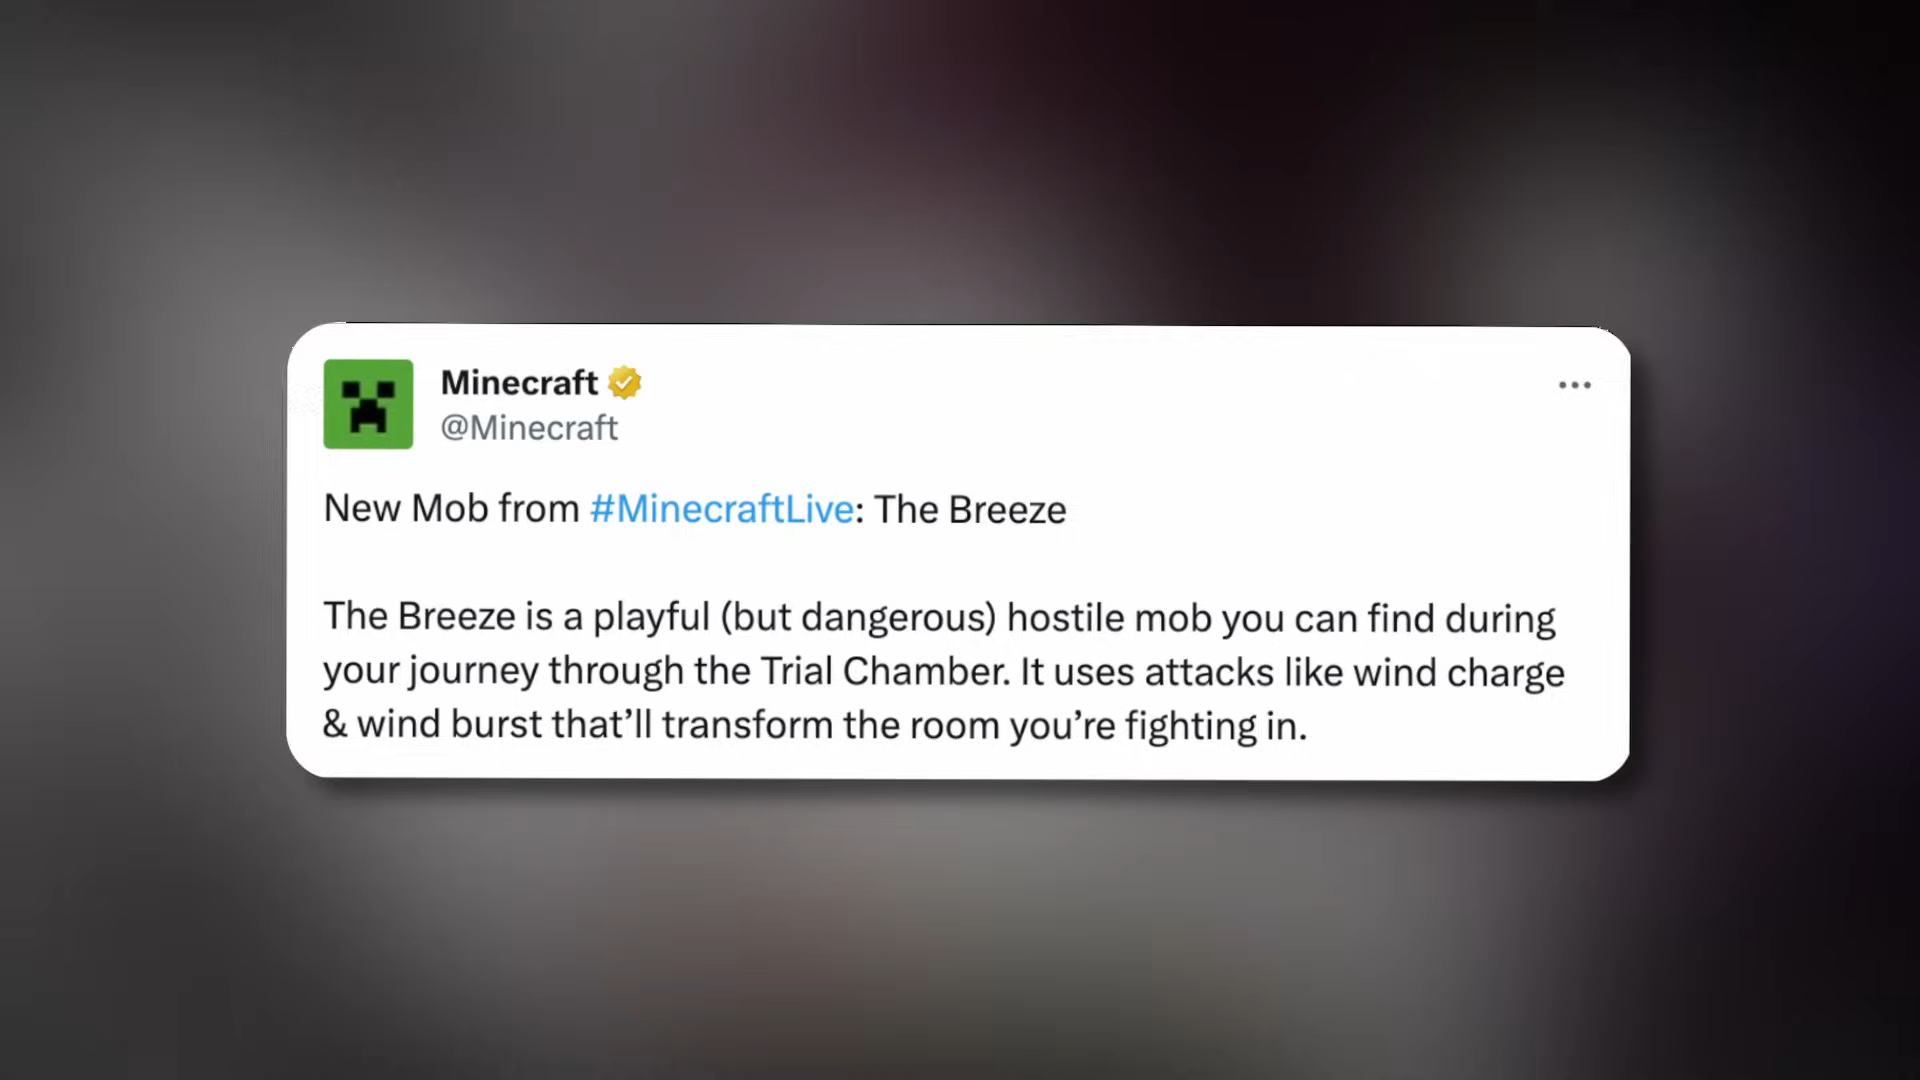 Minecraft
@Minecraft
New Mob from #MinecraftLive: The Breeze
The Breeze is a playful (but dangerous) hostile mob you can find during
your journey through the Trial Chamber. It uses attacks like wind charge
& wind burst that’ll transform the room you’re fighting in.